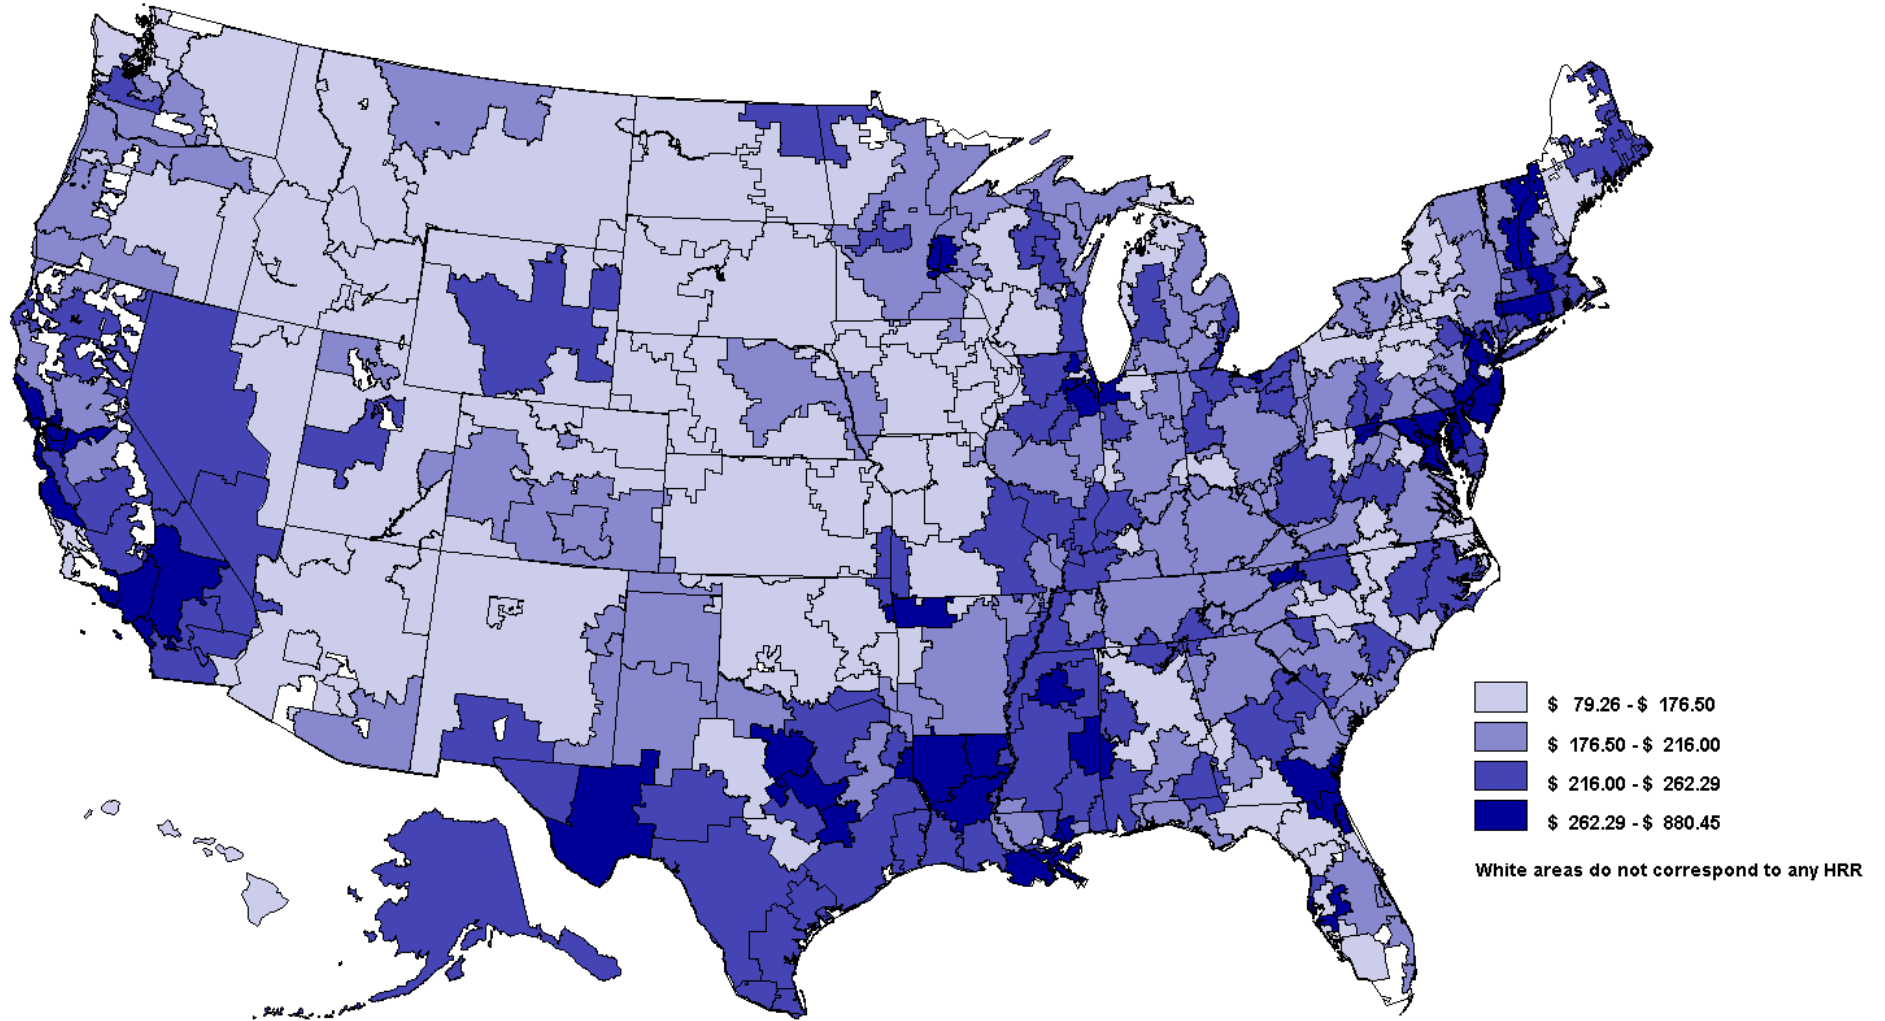 $ 79.26 - $ 176.50
$ 176.50 - $ 216.00
$ 216.00 - $ 262.29
$ 262.29 - $ 880.45
White areas do not correspond to any HRR